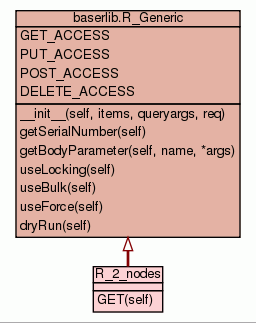 baserlib.R_Generic
GET_ACCESS
PUT_ACCESS
POST_ACCESS
DELETE_ACCESS
__init__(self, items, queryargs, req)
getSerialNumber(self)
getBodyParameter(self, name, *args)
useLocking(self)
useBulk(self)
useForce(self)
dryRun(self)
R_2_nodes
GET(self)